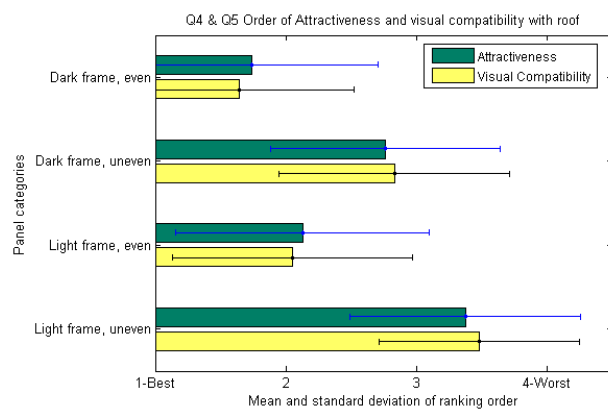 Q4 & Q5 Order of Attractiveness and visual compatibility with roof
Attractiveness
Visual Compatibility
Dark frame, even
Dark frame, uneven
Light frame, even
Light frame, uneven
Panel categories
1-Best 2 3 4-Worst
Mean and standard deviation of ranking order